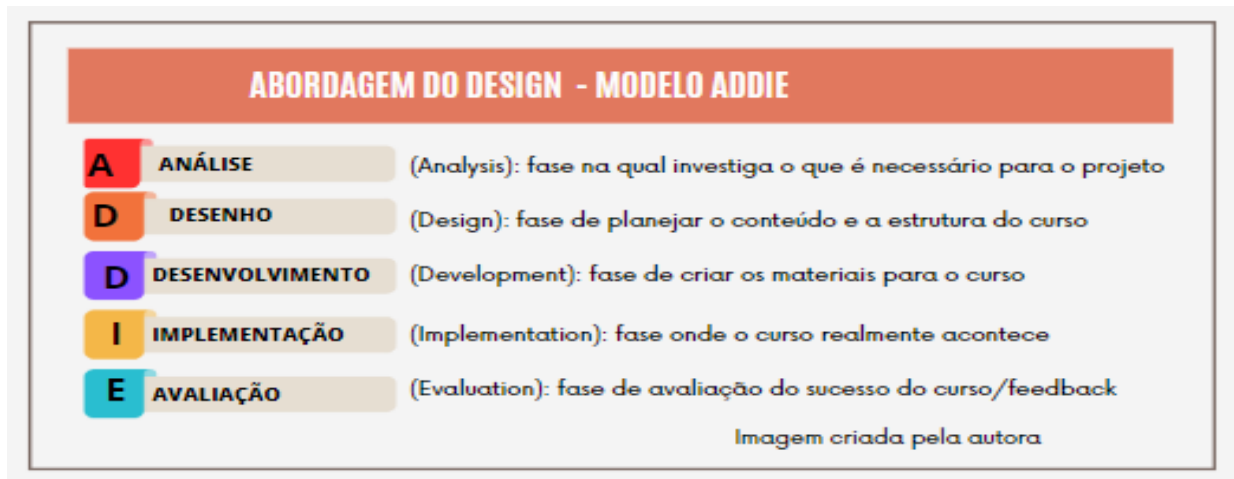 ABORDAGEM DO DESIGN - MODELO ADDIE
A ANÁLISE (Analysis): fase na qual investiga o que é necessário para o projeto
D DESENHO (Design): fase de planejar o conteúdo e a estrutura do curso
D DESENVOLVIMENTO (Development): fase de criar os materiais para o curso
I IMPLEMENTAÇÃO (Implementation): fase onde o curso realmente acontece
E AVALIAÇÃO (Evaluation): fase de avaliação do sucesso do curso/feedback
Imagem criada pela autora